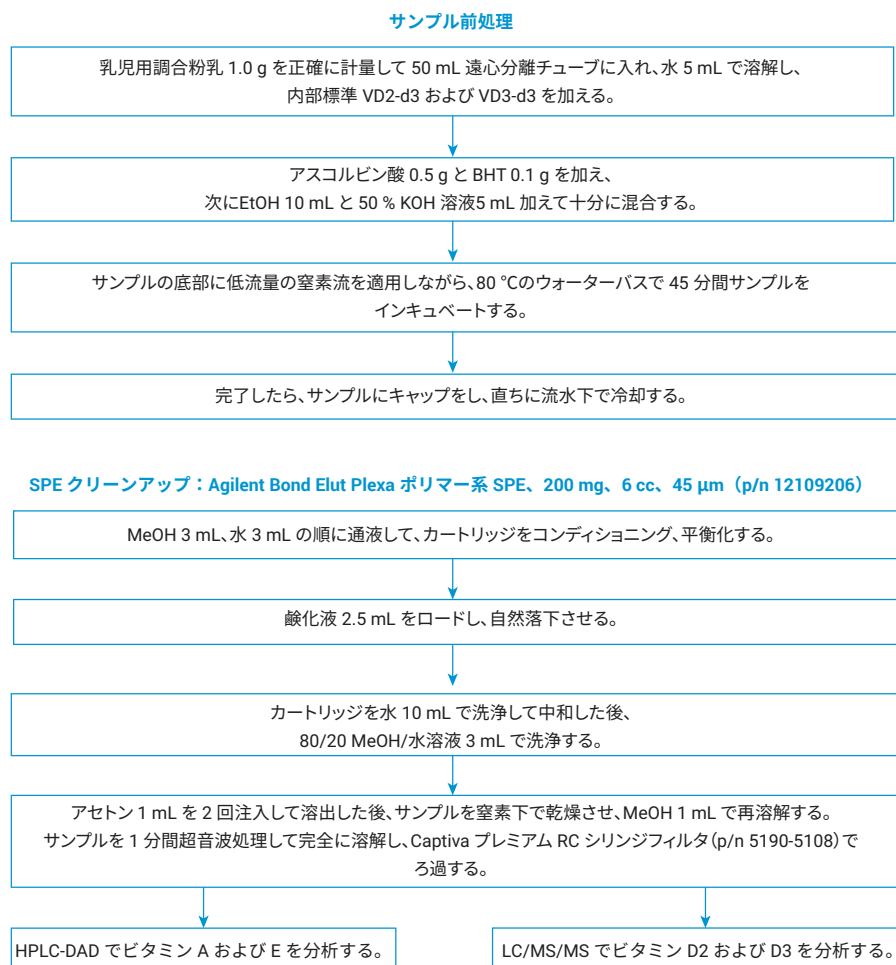 サンプル前処理
乳児用調合粉乳 1.0 g を正確に計量して 50 mL 遠心分離チューブに入れ、水 5 mL で溶解し、
内部標準 VD2-d3 および VD3-d3 を加える。
アスコルビン酸 0.5 g と BHT 0.1 g を加え、
次にEtOH 10 mL と 50 % KOH 溶液5 mL 加えて十分に混合する。
サンプルの底部に低流量の窒素流を適用しながら、80 °Cのウォーターバスで 45 分間サンプルを
インキュベートする。
完了したら、サンプルにキャップをし、直ちに流水下で冷却する。
SPE クリーンアップ：Agilent Bond Elut Plexa ポリマー系 SPE、200 mg、6 cc、45 µm（p/n 12109206）
MeOH 3 mL、水 3 mL の順に通液して、カートリッジをコンディショニング、平衡化する。
鹸化液 2.5 mL をロードし、自然落下させる。
カートリッジを水 10 mL で洗浄して中和した後、
80/20 MeOH/水溶液 3 mL で洗浄する。
アセトン 1 mL を 2 回注入して溶出した後、サンプルを窒素下で乾燥させ、MeOH 1 mL で再溶解する。
サンプルを 1 分間超音波処理して完全に溶解し、Captiva プレミアム RC シリンジフィルタ（p/n 5190-5108）で
ろ過する。
HPLC-DAD でビタミン A および E を分析する。
LC/MS/MS でビタミン D2 および D3 を分析する。